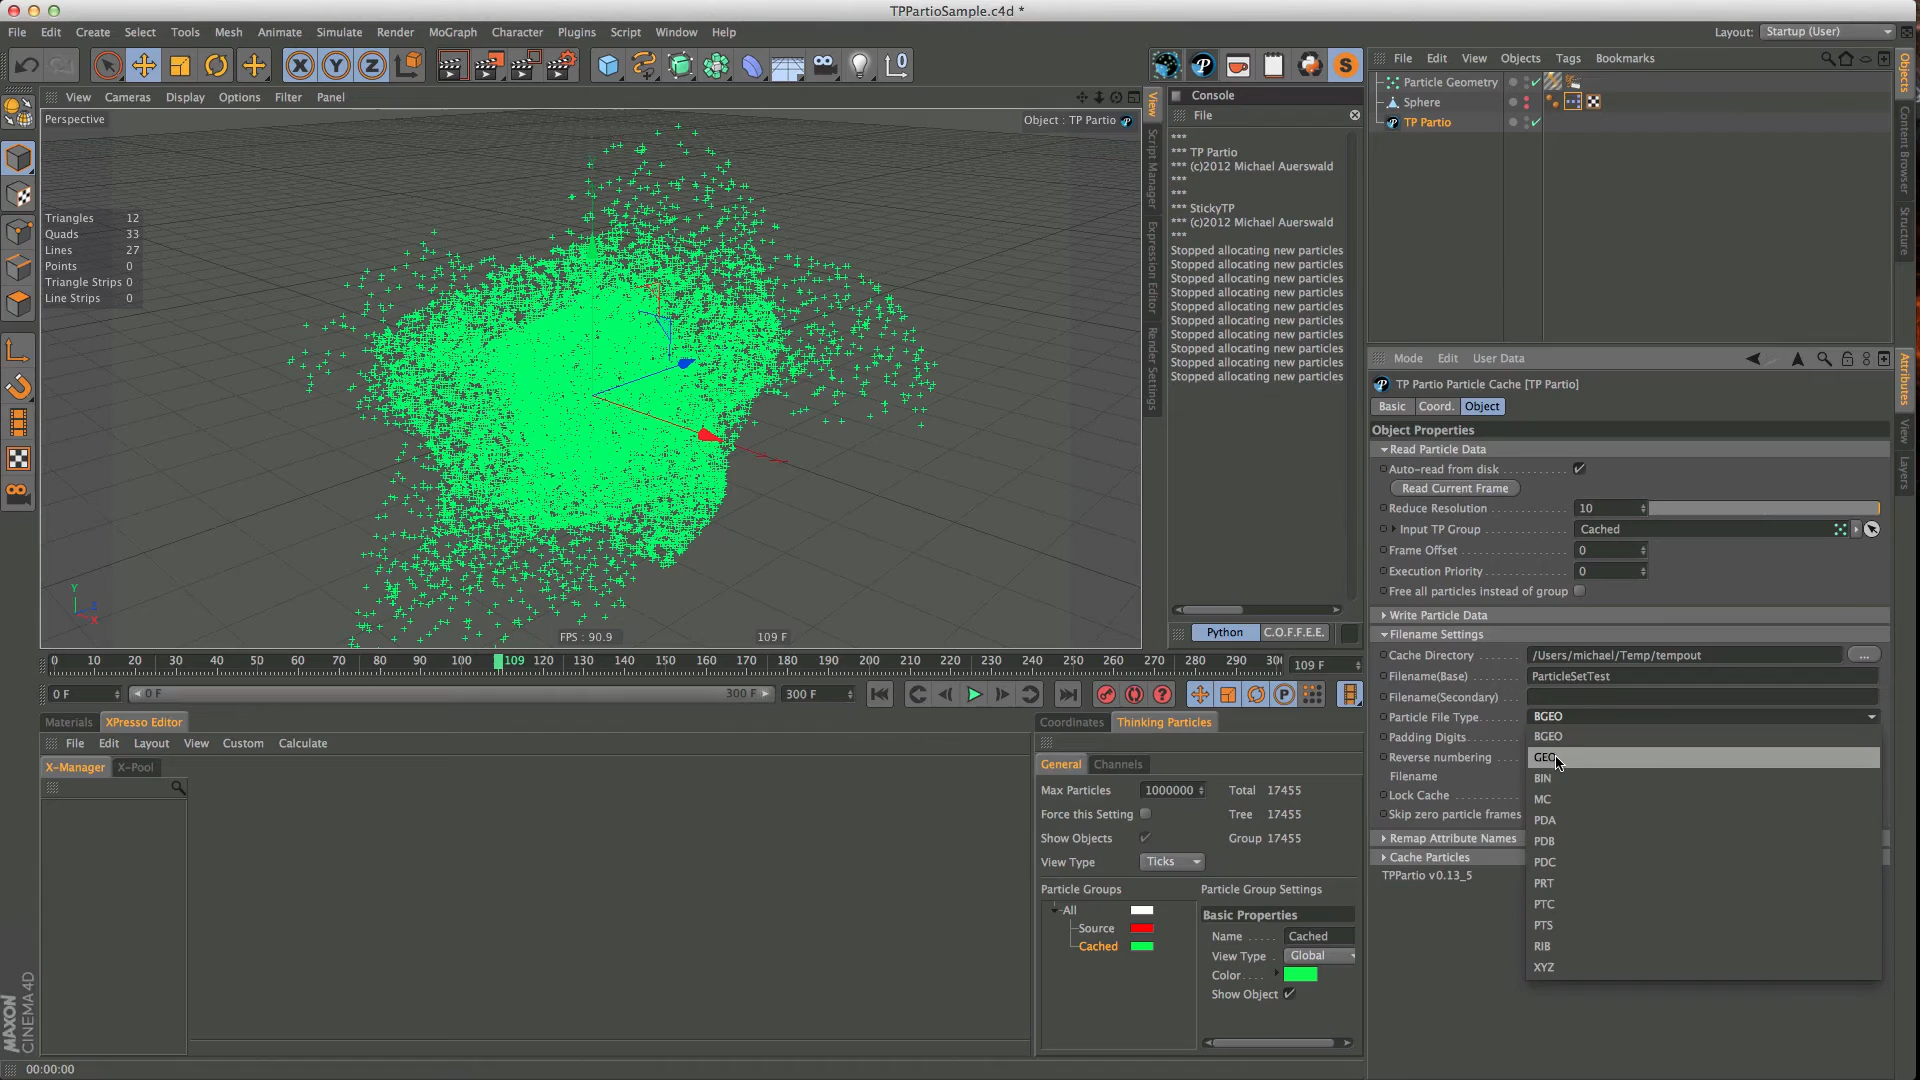 TPPartioSample.c4d *
File Edit Create Select Tools Mesh Animate Simulate Render MoGraph Character Plugins Script Window Help
Layout: Startup (User)
View Cameras Display Options Filter Panel
Perspective
Object : TP Partio
Triangles 12
Quads 33
Lines 27
Points 0
Triangle Strips 0
Line Strips 0
Y
Z
X
FPS : 90.9
109 F
View
Script Manager
Expression Editor
Render Settings
Console
File
***
*** TP Partio
*** (c)2012 Michael Auerswald
***
***
*** StickyTP
*** (c)2012 Michael Auerswald
***
Stopped allocating new particles
Stopped allocating new particles
Stopped allocating new particles
Stopped allocating new particles
Stopped allocating new particles
Stopped allocating new particles
Stopped allocating new particles
Stopped allocating new particles
Stopped allocating new particles
Stopped allocating new particles
Python C.O.F.F.E.E.
File Edit View Objects Tags Bookmarks
Particle Geometry
Sphere
TP Partio
Objects
Content Browser
Structure
Mode Edit User Data
TP Partio Particle Cache [TP Partio]
Basic Coord. Object
Object Properties
Read Particle Data
Auto-read from disk
Read Current Frame
Reduce Resolution 10
Input TP Group Cached
Frame Offset 0
Execution Priority 0
Free all particles instead of group
Write Particle Data
Filename Settings
Cache Directory /Users/michael/Temp/tempout ...
Filename(Base) ParticleSetTest
Filename(Secondary)
Particle File Type BGEO
Padding Digits
Reverse numbering
Filename
Lock Cache
Skip zero particle frames
Remap Attribute Names
Cache Particles
TPPartio v0.13_5
BGEO
GEO
BIN
MC
PDA
PDB
PDC
PRT
PTC
PTS
RIB
XYZ
Attributes
View
Layers
0 10 20 30 40 50 60 70 80 90 100 109 120 130 140 150 160 170 180 190 200 210 220 230 240 250 260 270 280 290 30
109 F
0 F
0 F
300 F
300 F
Materials XPresso Editor
File Edit Layout View Custom Calculate
X-Manager X-Pool
Coordinates Thinking Particles
General Channels
Max Particles 1000000 Total 17455
Force this Setting Tree 17455
Show Objects Group 17455
View Type Ticks
Particle Groups
All
Source
Cached
Particle Group Settings
Basic Properties
Name Cached
View Type Global
Color
Show Object
MAXON
CINEMA 4D
00:00:00